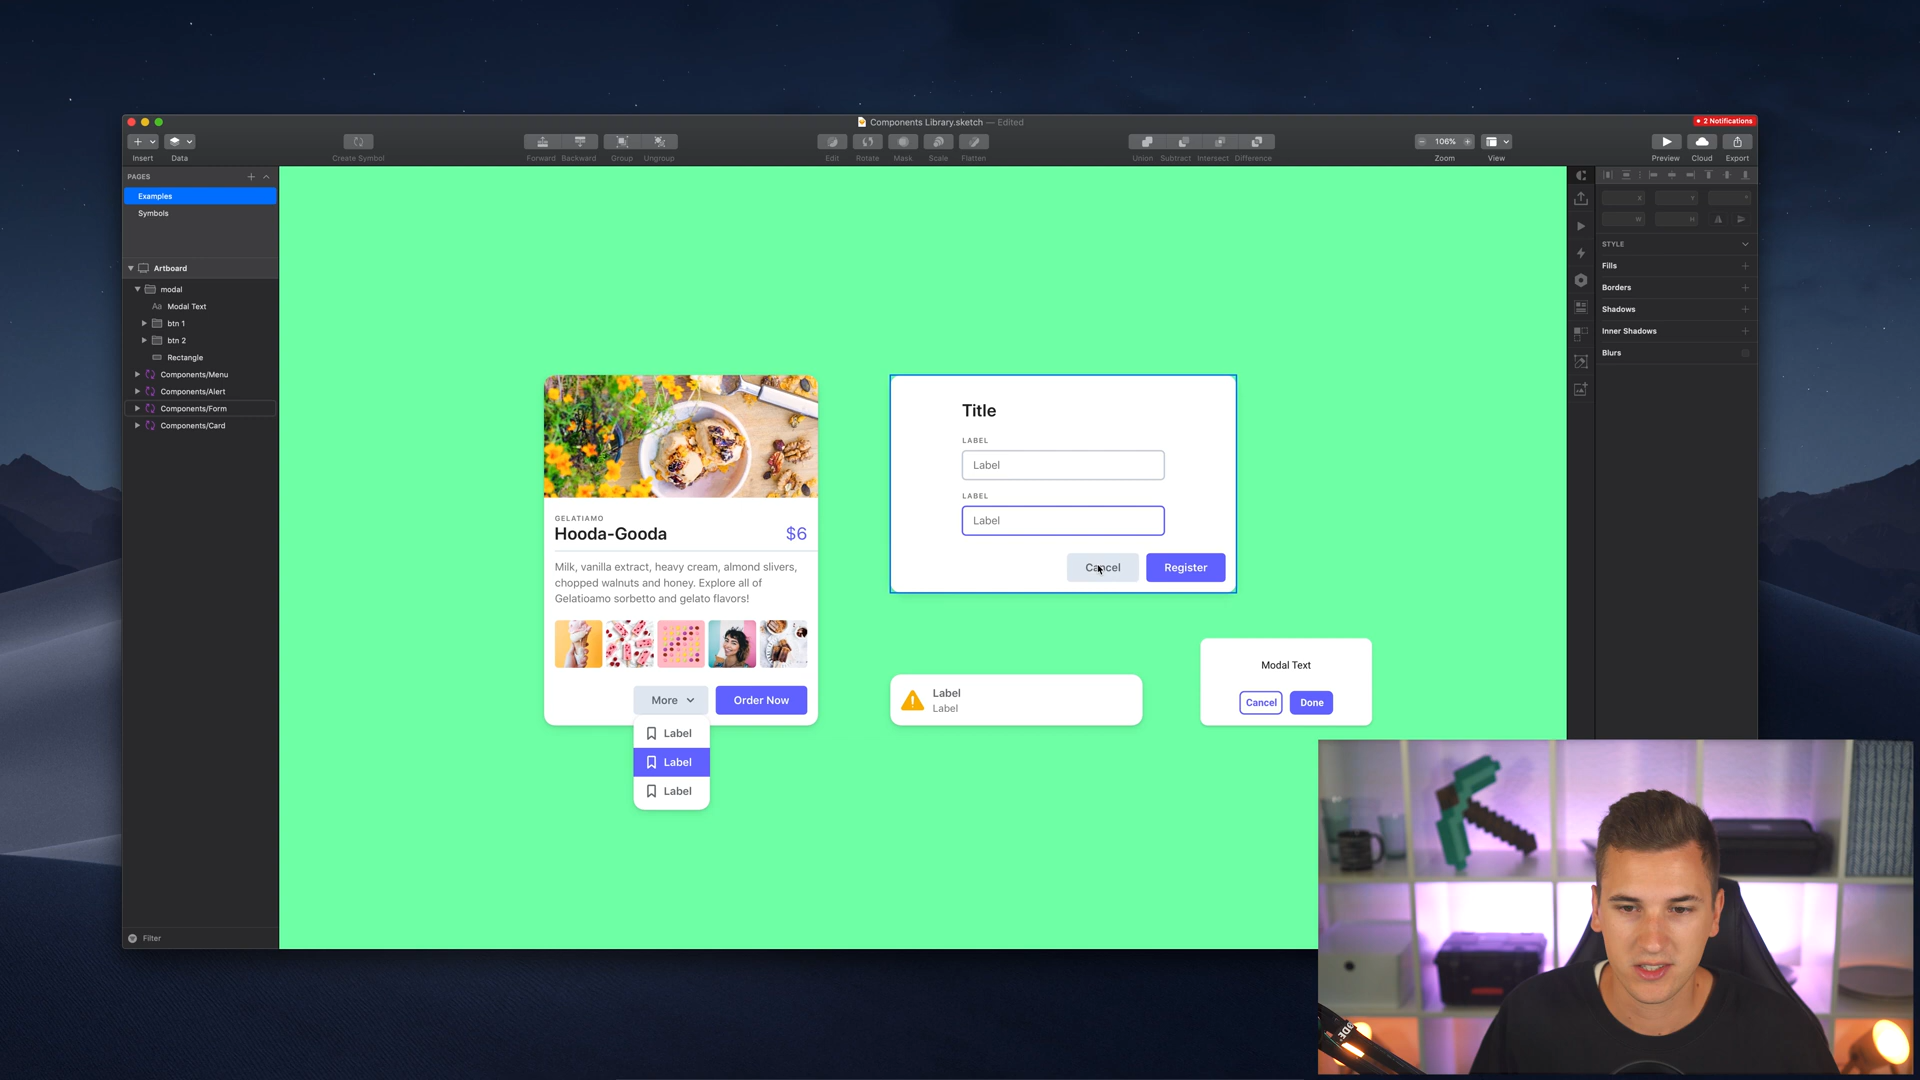 Components Library.sketch — Edited
2 Notifications
106%
Insert
Data
Create Symbol
Forward
Backward
Group
Ungroup
Edit
Rotate
Mask
Scale
Flatten
Union
Subtract
Intersect
Difference
Zoom
View
Preview
Cloud
Export
PAGES
Examples
Symbols
Artboard
modal
Aa Modal Text
btn 1
btn 2
Rectangle
Components/Menu
Components/Alert
Components/Form
Components/Card
Filter
GELATIAMO
Hooda-Gooda
$6
Milk, vanilla extract, heavy cream, almond slivers,
chopped walnuts and honey. Explore all of
Gelatioamo sorbetto and gelato flavors!
More
Order Now
Label
Label
Label
Title
LABEL
Label
LABEL
Label
Cancel
Register
Label
Label
Modal Text
Cancel
Done
X
Y
°
W
H
STYLE
Fills
Borders
Shadows
Inner Shadows
Blurs